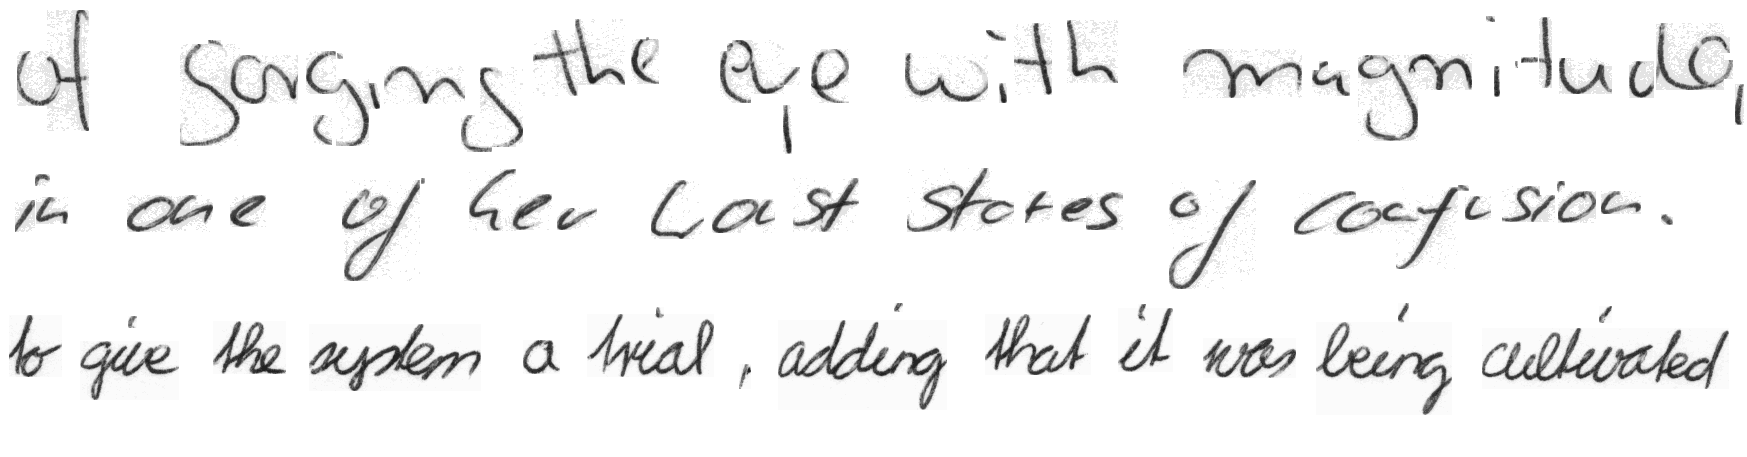 of gorging the eye with magnitude,
in one of her last states of confusion.
to give the system a trial, adding that it was being cultivated